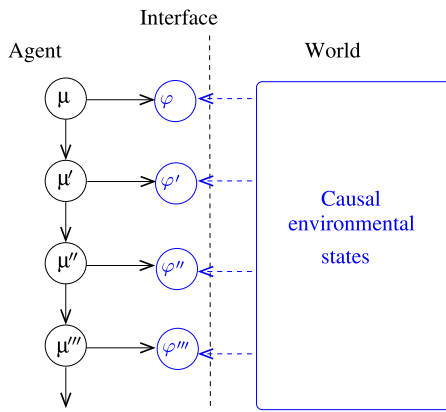 Interface
Agent
World
μ
φ
μ′
φ′
Causal
environmental
states
μ″
φ″
μ‴
φ‴